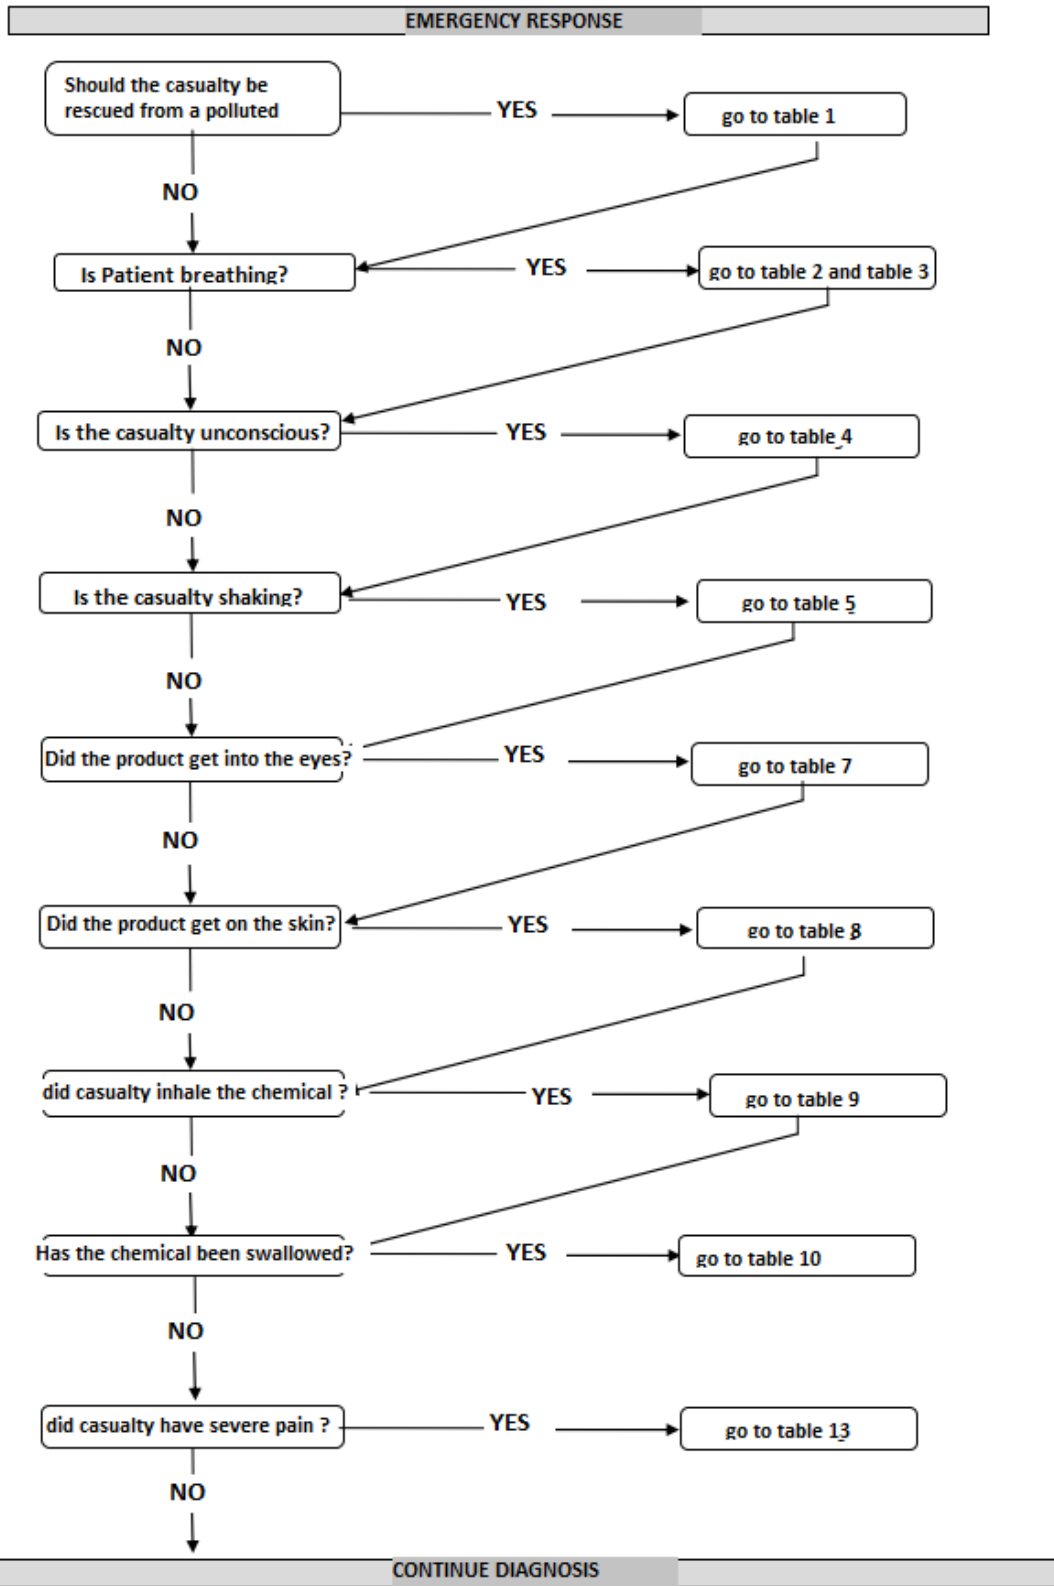 EMERGENCY RESPONSE
Should the casualty be
rescued from a polluted
YES
go to table 1
NO
Is Patient breathing?
YES
go to table 2 and table 3
NO
Is the casualty unconscious?
YES
go to table 4
NO
Is the casualty shaking?
YES
go to table 5
NO
Did the product get into the eyes?
YES
go to table 7
NO
Did the product get on the skin?
YES
go to table 8
NO
did casualty inhale the chemical ?
YES
go to table 9
NO
Has the chemical been swallowed?
YES
go to table 10
NO
did casualty have severe pain ?
YES
go to table 13
NO
CONTINUE DIAGNOSIS